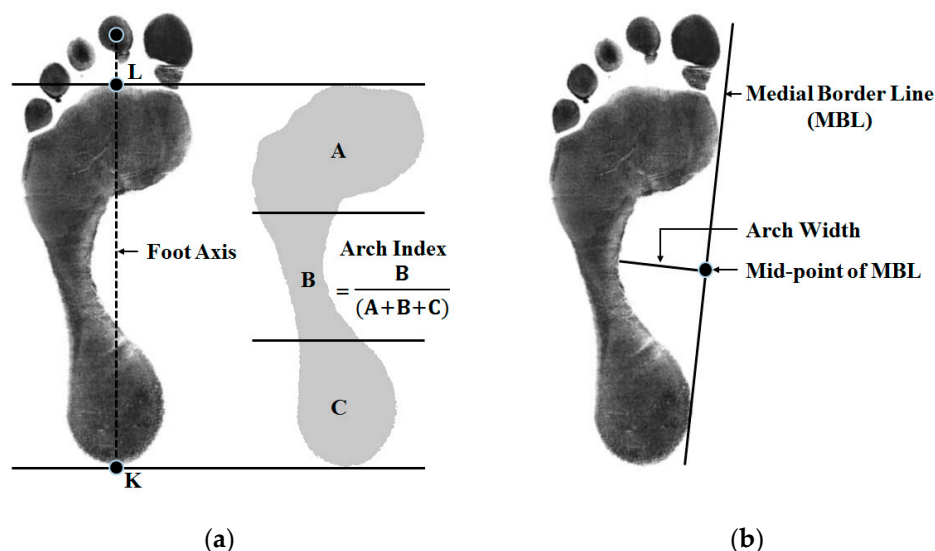 L
Medial Border Line
(MBL)
A
Arch Width
Foot Axis
Arch Index
B
B
= (A+B+C)
Mid-point of MBL
C
K
(a)
(b)